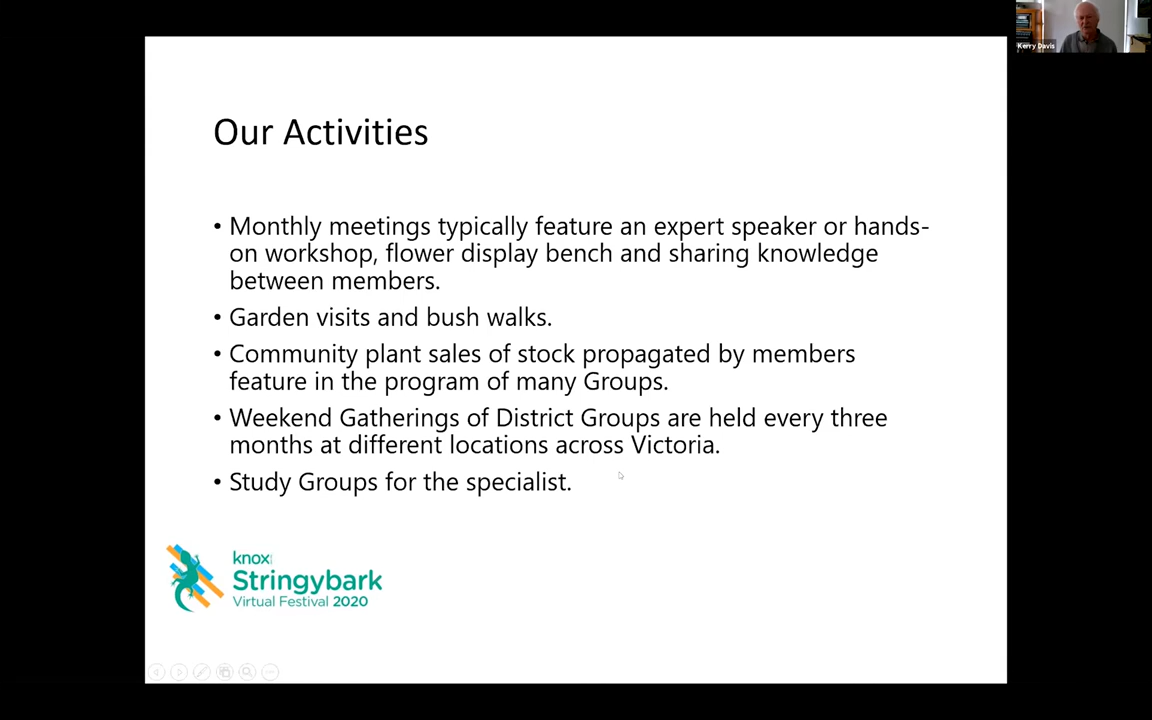 Kerry Davis
Our Activities
• Monthly meetings typically feature an expert speaker or hands-
on workshop, flower display bench and sharing knowledge
between members.
• Garden visits and bush walks.
• Community plant sales of stock propagated by members
feature in the program of many Groups.
• Weekend Gatherings of District Groups are held every three
months at different locations across Victoria.
• Study Groups for the specialist.
knox
Stringybark
Virtual Festival 2020